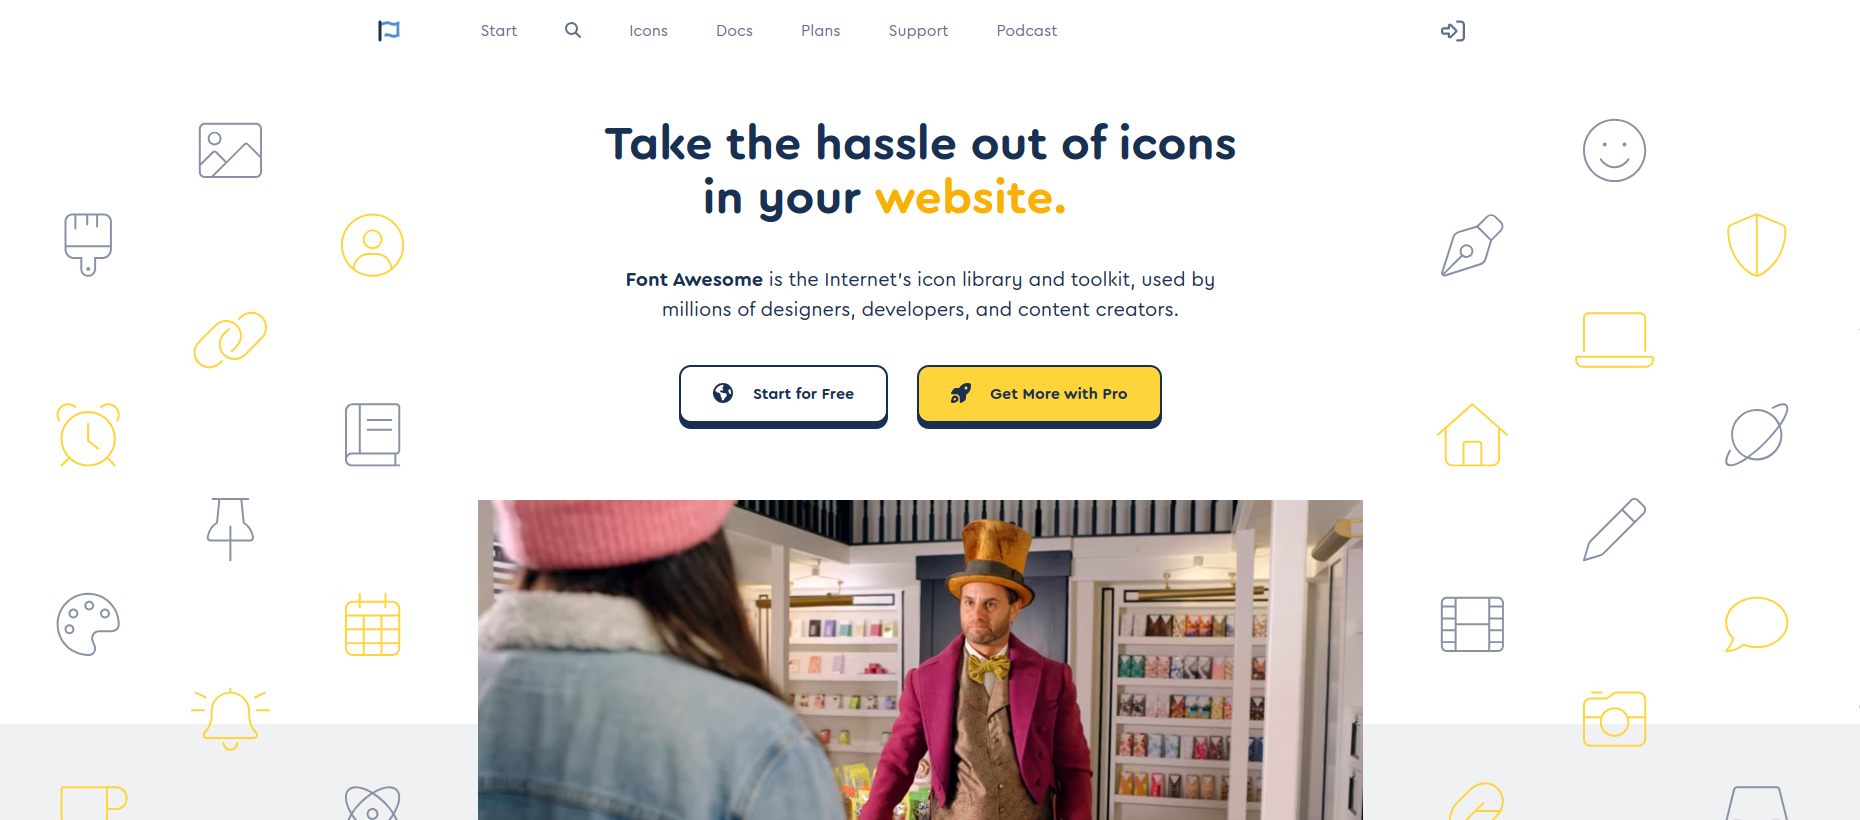 Start Icons Docs Plans Support Podcast
Take the hassle out of icons
in your website.
Font Awesome is the Internet's icon library and toolkit, used by
millions of designers, developers, and content creators.
Start for Free
Get More with Pro